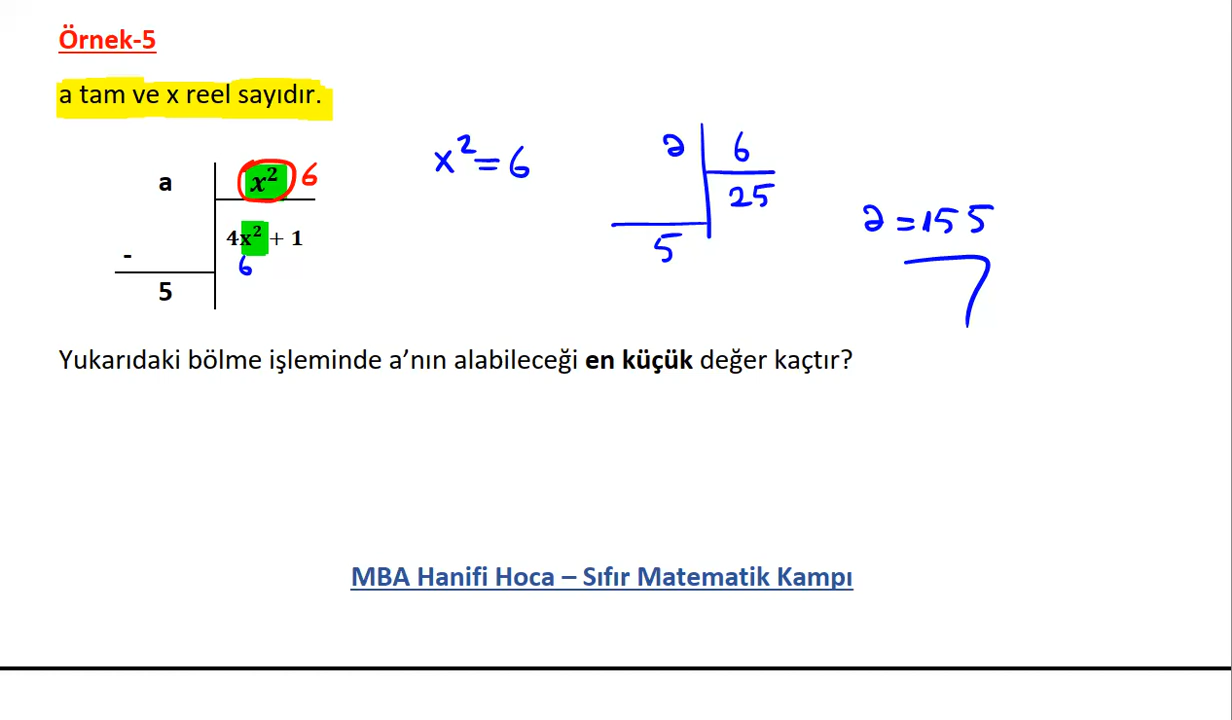 Örnek-5
a tam ve x reel sayıdır.
x² = 6
a 6
25
5
a x² 6
4x² + 1
6
-
5
a = 155
Yukarıdaki bölme işleminde a’nın alabileceği en küçük değer kaçtır?
MBA Hanifi Hoca – Sıfır Matematik Kampı